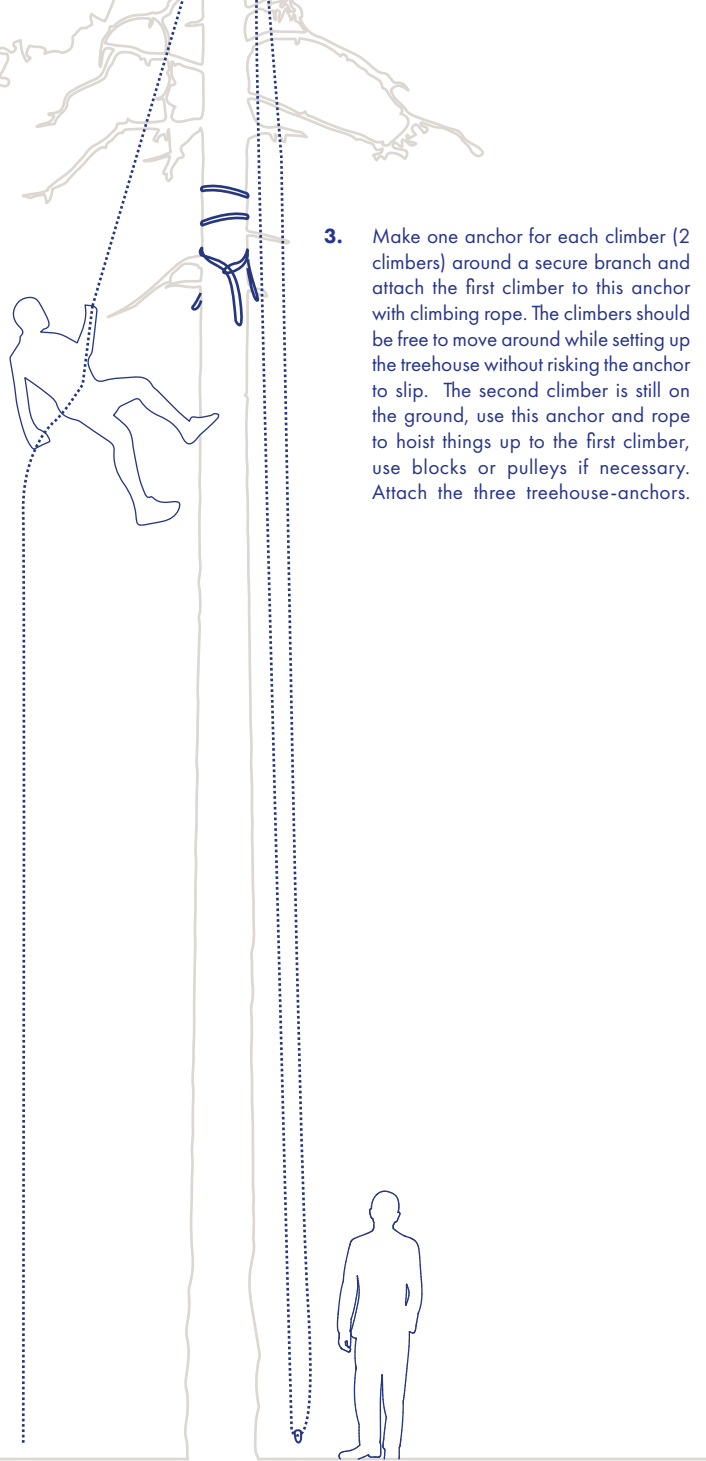 3. Make one anchor for each climber (2
climbers) around a secure branch and
attach the first climber to this anchor
with climbing rope. The climbers should
be free to move around while setting up
the treehouse without risking the anchor
to slip. The second climber is still on
the ground, use this anchor and rope
to hoist things up to the first climber,
use blocks or pulleys if necessary.
Attach the three treehouse-anchors.